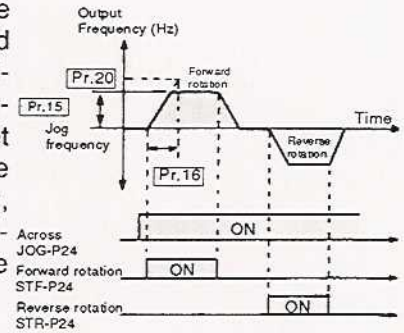 Output
Frequency (Hz)
Pr.20
Forward
rotation
Pr.15
Time
Jog
frequency
Reverse
rotation
Pr.16
ON
Across
JOG-P24
Forward rotation
STF-P24
ON
Reverse rotation
STR-P24
ON